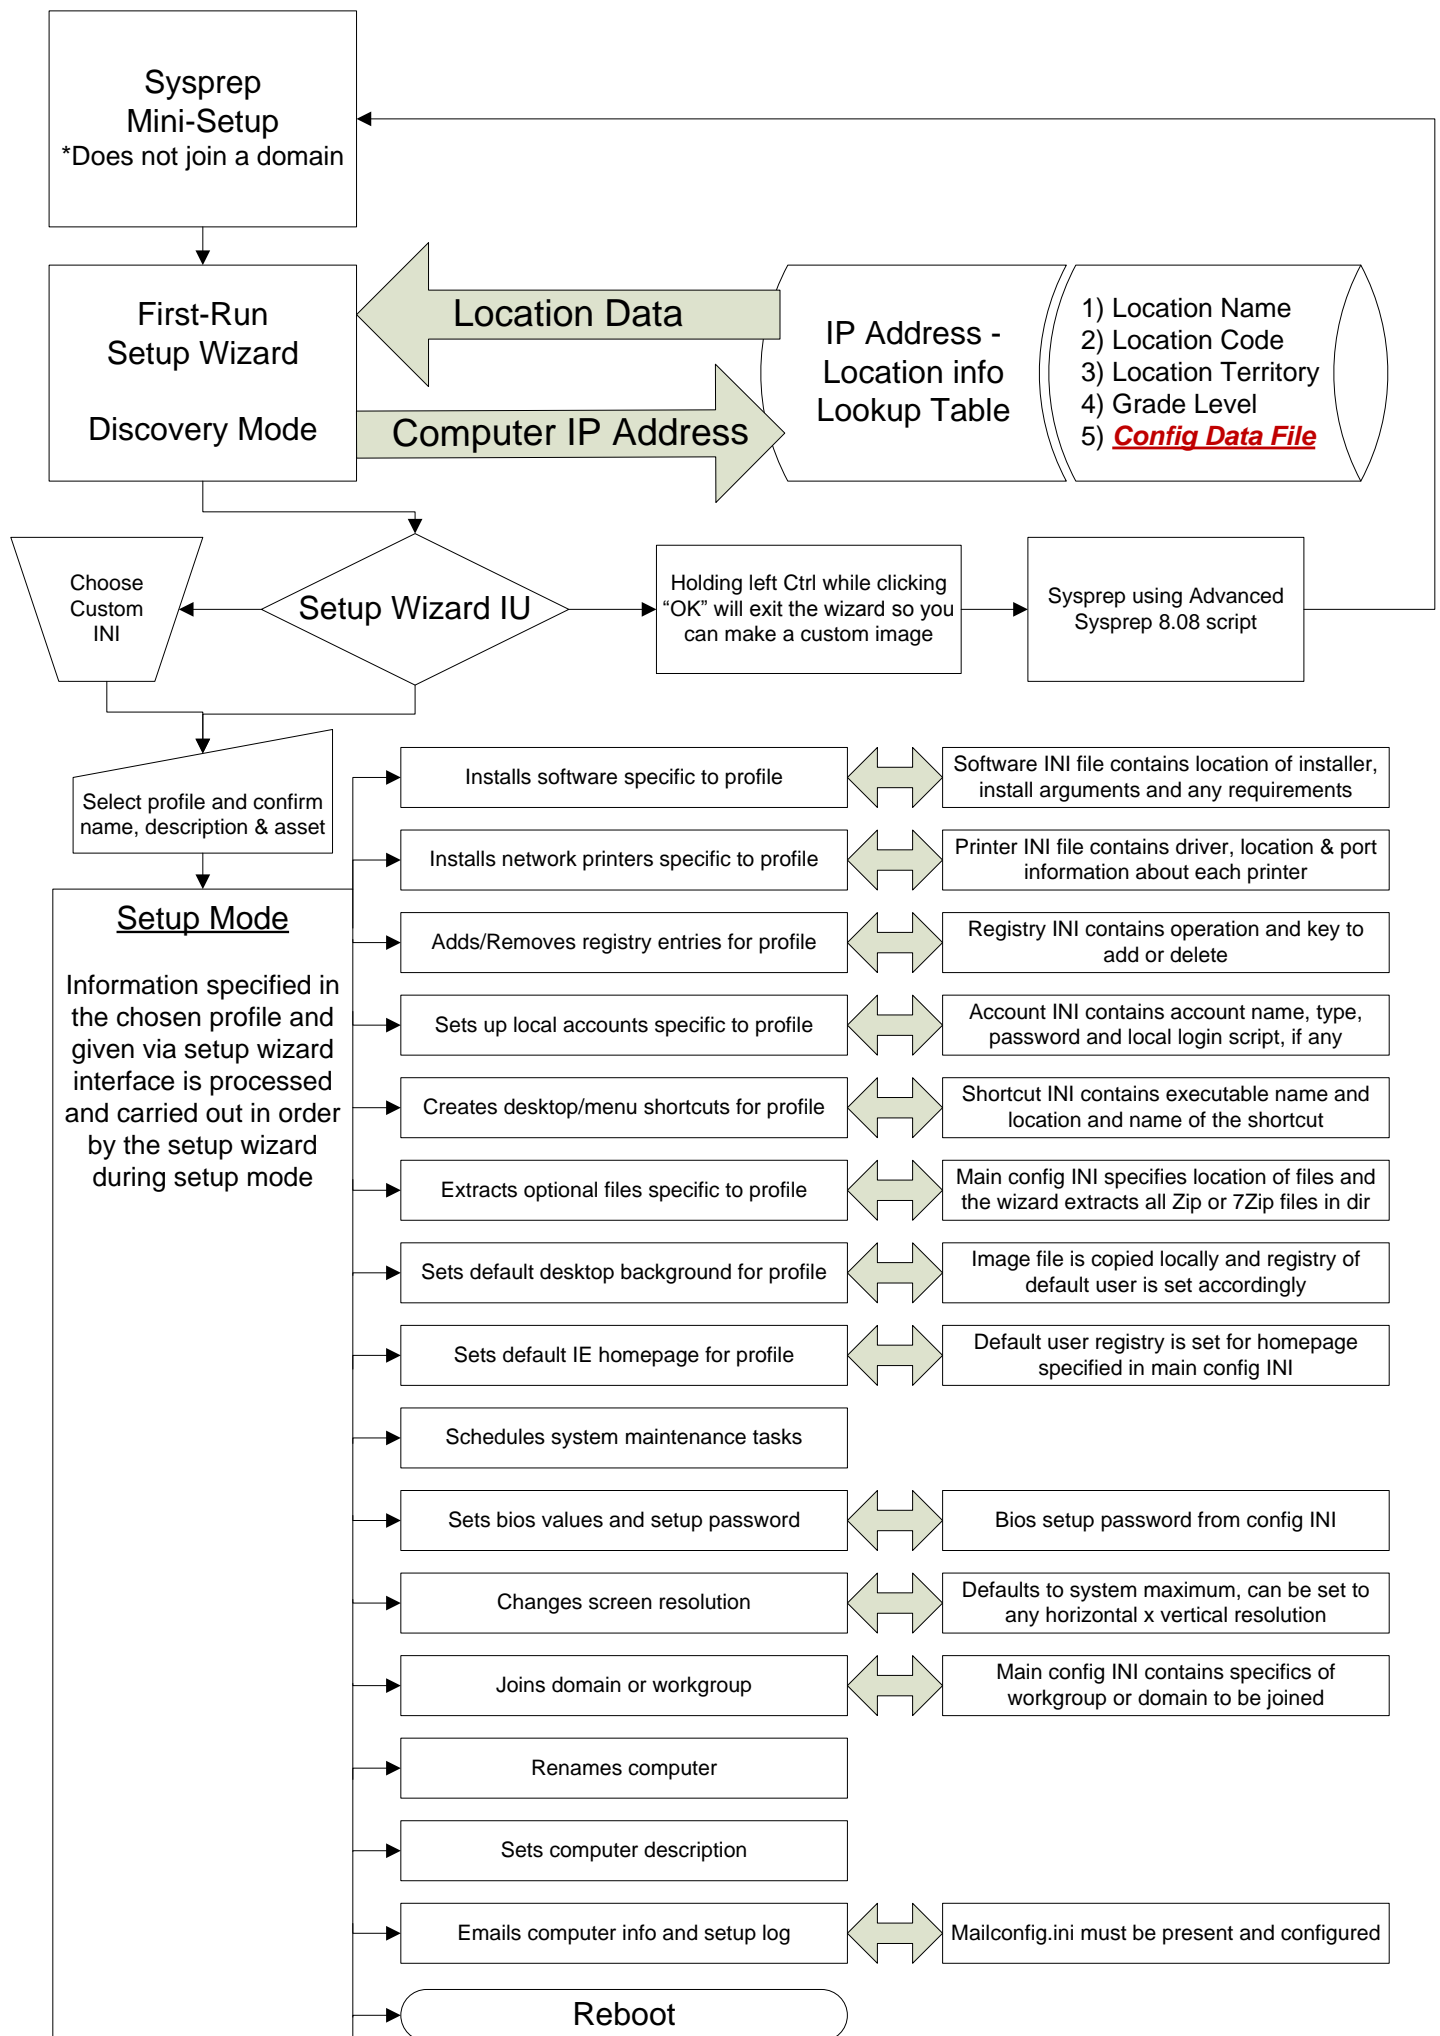 Sysprep
Mini-Setup
*Does not join a domain
First-Run
Setup Wizard
Discovery Mode
Location Data
Computer IP Address
IP Address -
Location info
Lookup Table
1) Location Name
2) Location Code
3) Location Territory
4) Grade Level
5) Config Data File
Choose
Custom
INI
Setup Wizard IU
Holding left Ctrl while clicking
“OK” will exit the wizard so you
can make a custom image
Sysprep using Advanced
Sysprep 8.08 script
Select profile and confirm
name, description & asset
Setup Mode
Information specified in
the chosen profile and
given via setup wizard
interface is processed
and carried out in order
by the setup wizard
during setup mode
Installs software specific to profile
Software INI file contains location of installer,
install arguments and any requirements
Installs network printers specific to profile
Printer INI file contains driver, location & port
information about each printer
Adds/Removes registry entries for profile
Registry INI contains operation and key to
add or delete
Sets up local accounts specific to profile
Account INI contains account name, type,
password and local login script, if any
Creates desktop/menu shortcuts for profile
Shortcut INI contains executable name and
location and name of the shortcut
Extracts optional files specific to profile
Main config INI specifies location of files and
the wizard extracts all Zip or 7Zip files in dir
Sets default desktop background for profile
Image file is copied locally and registry of
default user is set accordingly
Sets default IE homepage for profile
Default user registry is set for homepage
specified in main config INI
Schedules system maintenance tasks
Sets bios values and setup password
Bios setup password from config INI
Changes screen resolution
Defaults to system maximum, can be set to
any horizontal x vertical resolution
Joins domain or workgroup
Main config INI contains specifics of
workgroup or domain to be joined
Renames computer
Sets computer description
Emails computer info and setup log
Mailconfig.ini must be present and configured
Reboot